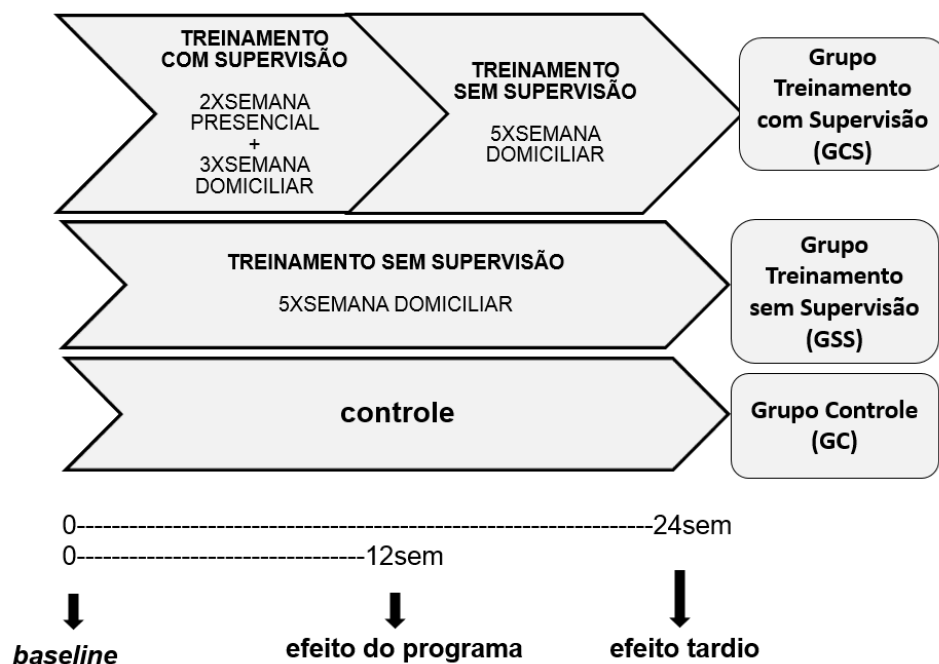 TREINAMENTO
COM SUPERVISÃO
2XSEMANA
PRESENCIAL
+
3XSEMANA
DOMICILIAR
TREINAMENTO
SEM SUPERVISÃO
5XSEMANA
DOMICILIAR
Grupo
Treinamento
com Supervisão
(GCS)
TREINAMENTO SEM SUPERVISÃO
5XSEMANA DOMICILIAR
Grupo
Treinamento
sem Supervisão
(GSS)
controle
Grupo Controle
(GC)
0------------------------------------------------------------------24sem
0---------------------------------12sem
baseline
efeito do programa
efeito tardio